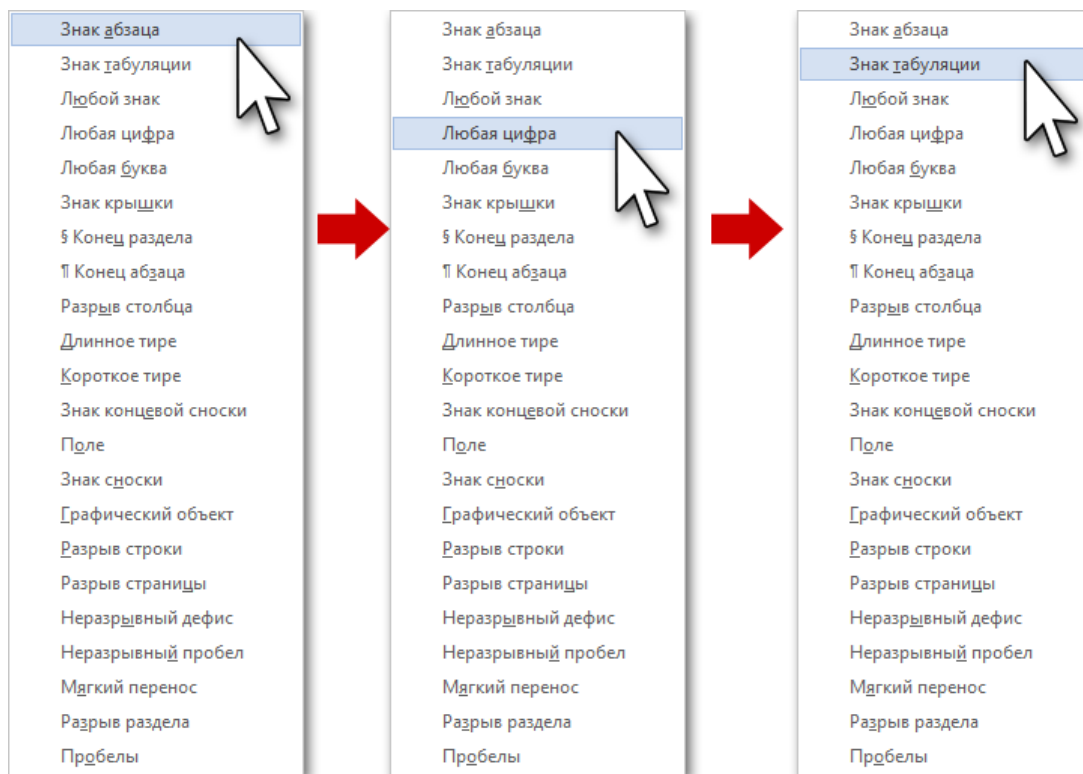 Знак абзаца
Знак табуляции
Любой знак
Любая цифра
Любая буква
Знак крышки
§ Конец раздела
¶ Конец абзаца
Разрыв столбца
Длинное тире
Короткое тире
Знак концевой сноски
Поле
Знак сноски
Графический объект
Разрыв строки
Разрыв страницы
Неразрывный дефис
Неразрывный пробел
Мягкий перенос
Разрыв раздела
Пробелы
Знак абзаца
Знак табуляции
Любой знак
Любая цифра
Любая буква
Знак крышки
§ Конец раздела
¶ Конец абзаца
Разрыв столбца
Длинное тире
Короткое тире
Знак концевой сноски
Поле
Знак сноски
Графический объект
Разрыв строки
Разрыв страницы
Неразрывный дефис
Неразрывный пробел
Мягкий перенос
Разрыв раздела
Пробелы
Знак абзаца
Знак табуляции
Любой знак
Любая цифра
Любая буква
Знак крышки
§ Конец раздела
¶ Конец абзаца
Разрыв столбца
Длинное тире
Короткое тире
Знак концевой сноски
Поле
Знак сноски
Графический объект
Разрыв строки
Разрыв страницы
Неразрывный дефис
Неразрывный пробел
Мягкий перенос
Разрыв раздела
Пробелы